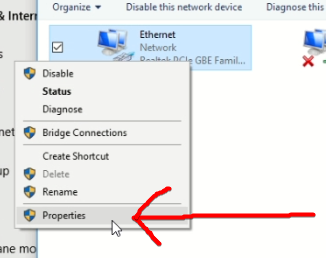 Organize Disable this network device Diagnose this
& Inter
Ethernet
Network
Realtek PCIe GBE Famil...
s
Disable
Status
Diagnose
net
Bridge Connections
Create Shortcut
up
Delete
Rename
Properties
ane mo